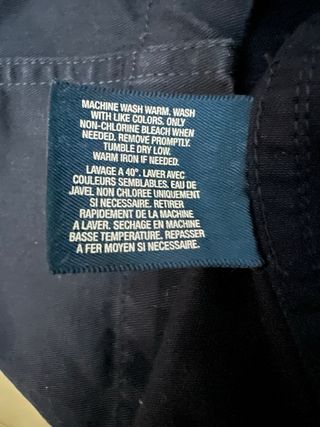 MACHINE WASH WARM. WASH
WITH LIKE COLORS. ONLY
NON-CHLORINE BLEACH WHEN
NEEDED. REMOVE PROMPTLY.
TUMBLE DRY LOW.
WARM IRON IF NEEDED.
LAVAGE A 40°. LAVER AVEC
COULEURS SEMBLABLES. EAU DE
JAVEL NON CHLOREE UNIQUEMENT
SI NECESSAIRE. RETIRER
RAPIDEMENT DE LA MACHINE
A LAVER. SECHAGE EN MACHINE
BASSE TEMPERATURE. REPASSER
A FER MOYEN SI NECESSAIRE.